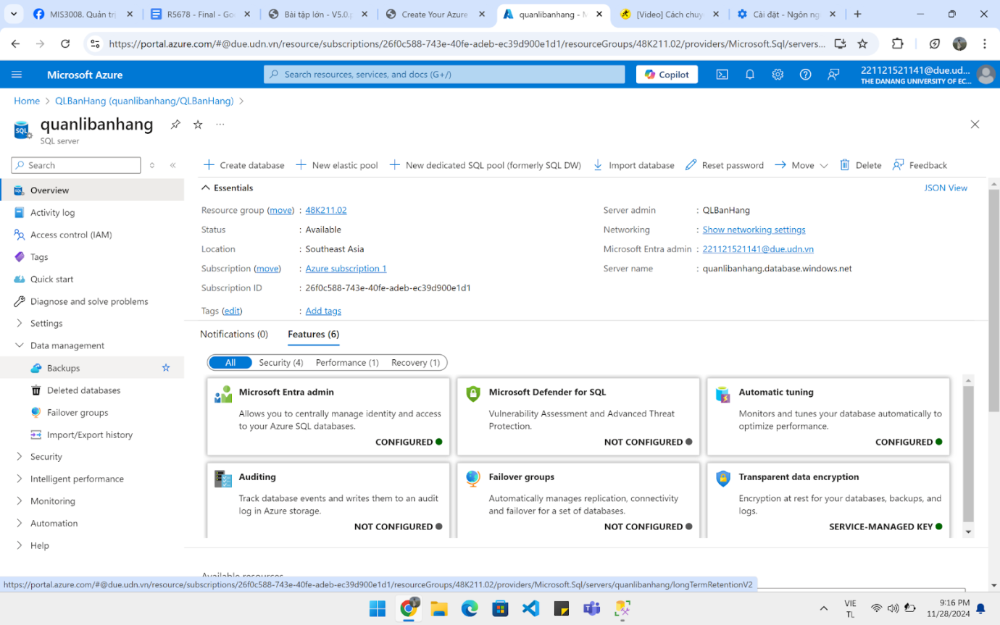 MIS3008. Quản trị
R5678 - Final - Goo
Bài tập lớn - V5.0.p
Create Your Azure
quanlibanhang - M
[Video] Cách chuy
Cài đặt - Ngôn ng
https://portal.azure.com/#@due.udn.vn/resource/subscriptions/26f0c588-743e-40fe-adeb-ec39d900e1d1/resourceGroups/48K211.02/providers/Microsoft.Sql/servers...
Microsoft Azure
Search resources, services, and docs (G+/)
Copilot
221121521141@due.ud...
THE DANANG UNIVERSITY OF EC...
Home > QLBanHang (quanlibanhang/QLBanHang) >
SQL
quanlibanhang
SQL server
Search
Create database
New elastic pool
New dedicated SQL pool (formerly SQL DW)
Import database
Reset password
Move
Delete
Feedback
Overview
Activity log
Access control (IAM)
Tags
Quick start
Diagnose and solve problems
Settings
Data management
Backups
Deleted databases
Failover groups
Import/Export history
Security
Intelligent performance
Monitoring
Automation
Help
Essentials
JSON View
Resource group (move) : 48K211.02
Status : Available
Location : Southeast Asia
Subscription (move) : Azure subscription 1
Subscription ID : 26f0c588-743e-40fe-adeb-ec39d900e1d1
Tags (edit) : Add tags
Server admin : QLBanHang
Networking : Show networking settings
Microsoft Entra admin : 221121521141@due.udn.vn
Server name : quanlibanhang.database.windows.net
Notifications (0)
Features (6)
All
Security (4)
Performance (1)
Recovery (1)
Microsoft Entra admin
Allows you to centrally manage identity and access
to your Azure SQL databases.
CONFIGURED
Microsoft Defender for SQL
Vulnerability Assessment and Advanced Threat
Protection.
NOT CONFIGURED
Automatic tuning
Monitors and tunes your database automatically to
optimize performance.
CONFIGURED
Auditing
Track database events and writes them to an audit
log in Azure storage.
NOT CONFIGURED
Failover groups
Automatically manages replication, connectivity
and failover for a set of databases.
NOT CONFIGURED
Transparent data encryption
Encryption at rest for your databases, backups, and
logs.
SERVICE-MANAGED KEY
Available resources
https://portal.azure.com/#@due.udn.vn/resource/subscriptions/26f0c588-743e-40fe-adeb-ec39d900e1d1/resourceGroups/48K211.02/providers/Microsoft.Sql/servers/quanlibanhang/longTermRetentionV2
VIE
TL
9:16 PM
11/28/2024